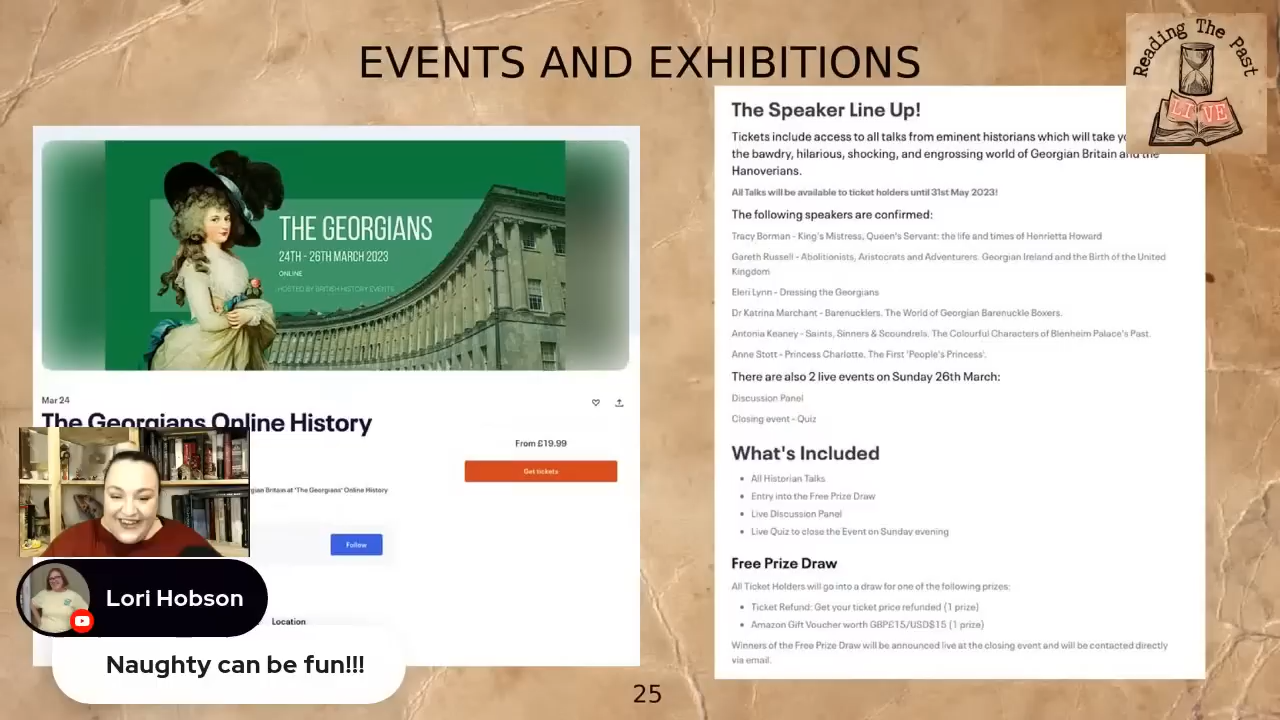 EVENTS AND EXHIBITIONS
Reading The Past
LIVE
THE GEORGIANS
24TH - 26TH MARCH 2023
ONLINE
HOSTED BY BRITISH HISTORY EVENTS
Mar 24
The Georgians Online History
From £19.99
Get tickets
gian Britain at 'The Georgians' Online History
Follow
Location
Lori Hobson
Naughty can be fun!!!
The Speaker Line Up!
Tickets include access to all talks from eminent historians which will take
the bawdry, hilarious, shocking, and engrossing world of Georgian Britain and the
Hanoverians.
All Talks will be available to ticket holders until 31st May 2023!
The following speakers are confirmed:
Tracy Borman - King's Mistress, Queen's Servant: the life and times of Henrietta Howard
Gareth Russell - Abolitionists, Aristocrats and Adventurers. Georgian Ireland and the Birth of the United
Kingdom
Eleri Lynn - Dressing the Georgians
Dr Katrina Marchant - Barenucklers. The World of Georgian Barenuckle Boxers.
Antonia Keaney - Saints, Sinners & Scoundrels. The Colourful Characters of Blenheim Palace's Past.
Anne Stott - Princess Charlotte. The First 'People's Princess'.
There are also 2 live events on Sunday 26th March:
Discussion Panel
Closing event - Quiz
What's Included
• All Historian Talks
• Entry into the Free Prize Draw
• Live Discussion Panel
• Live Quiz to close the Event on Sunday evening
Free Prize Draw
All Ticket Holders will go into a draw for one of the following prizes:
• Ticket Refund: Get your ticket price refunded (1 prize)
• Amazon Gift Voucher worth GBP£15/USD$15 (1 prize)
Winners of the Free Prize Draw will be announced live at the closing event and will be contacted directly
via email.
25